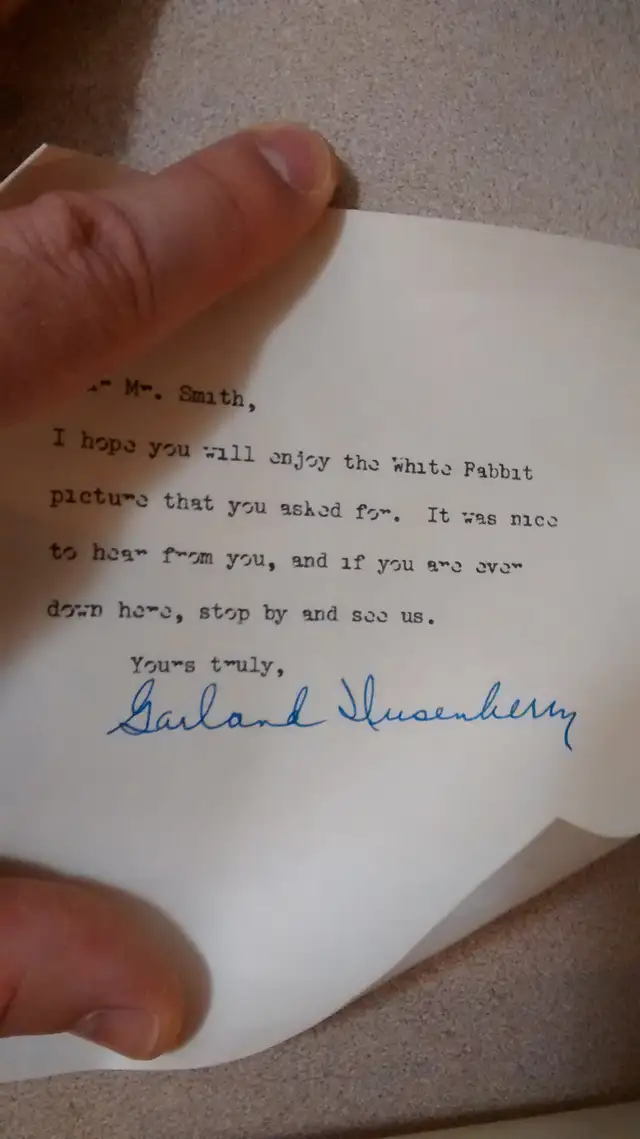 Mr. Smith,
I hope you will enjoy the White Rabbit
picture that you asked for. It was nice
to hear from you, and if you are ever
down here, stop by and see us.
Yours truly,
Garland Husenberry